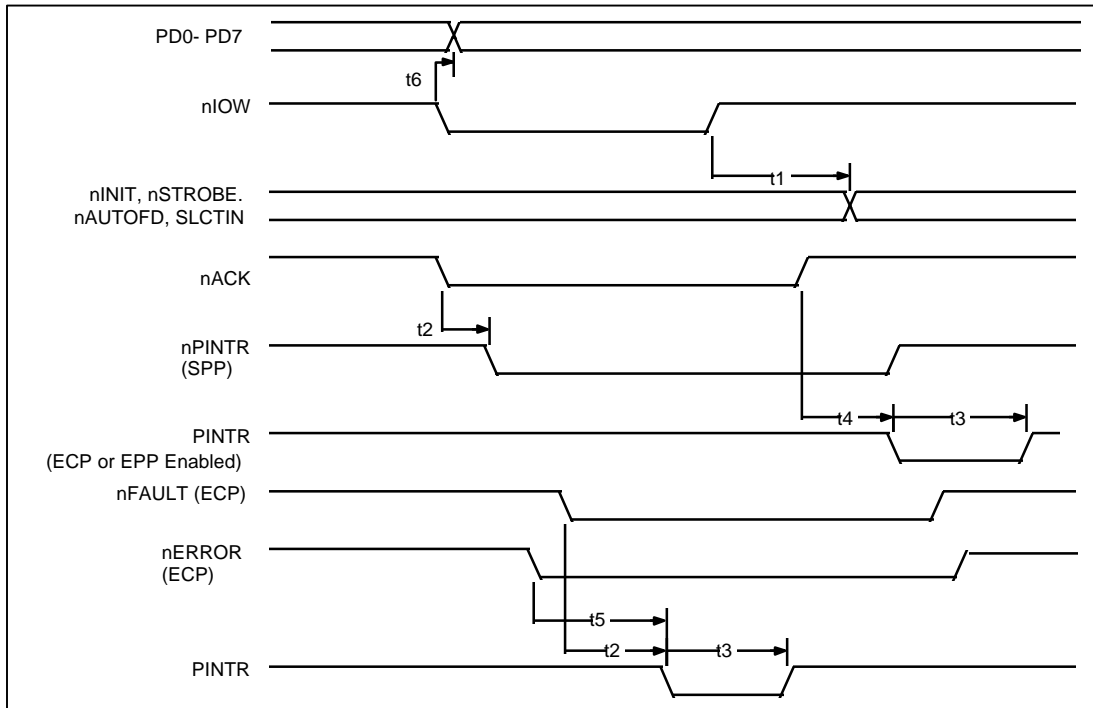 PD0- PD7
t6
nIOW
t1
nINIT, nSTROBE.
nAUTOFD, SLCTIN
nACK
t2
nPINTR
(SPP)
t4
t3
PINTR
(ECP or EPP Enabled)
nFAULT (ECP)
nERROR
(ECP)
t5
t2
t3
PINTR